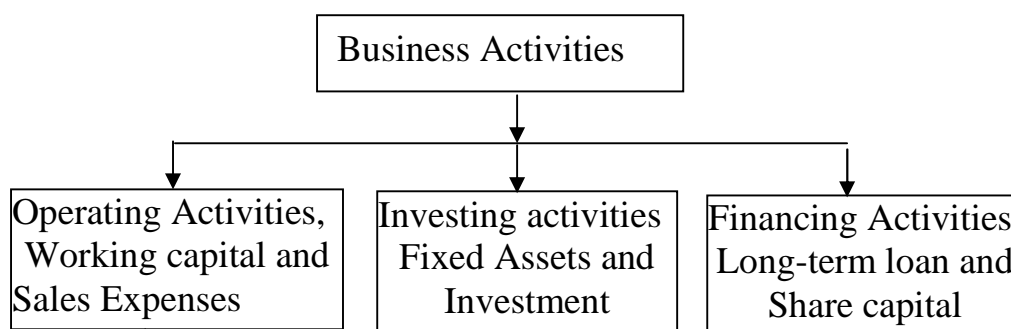 Business Activities
Operating Activities,
Working capital and
Sales Expenses
Investing activities
Fixed Assets and
Investment
Financing Activities
Long-term loan and
Share capital